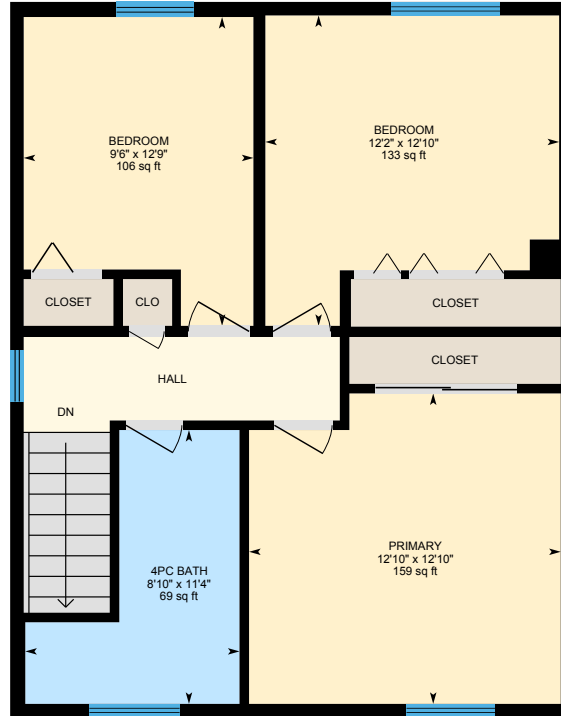 BEDROOM
9'6" x 12'9"
106 sq ft
BEDROOM
12'2" x 12'10"
133 sq ft
CLOSET
CLO
CLOSET
CLOSET
HALL
DN
PRIMARY
12'10" x 12'10"
159 sq ft
4PC BATH
8'10" x 11'4"
69 sq ft